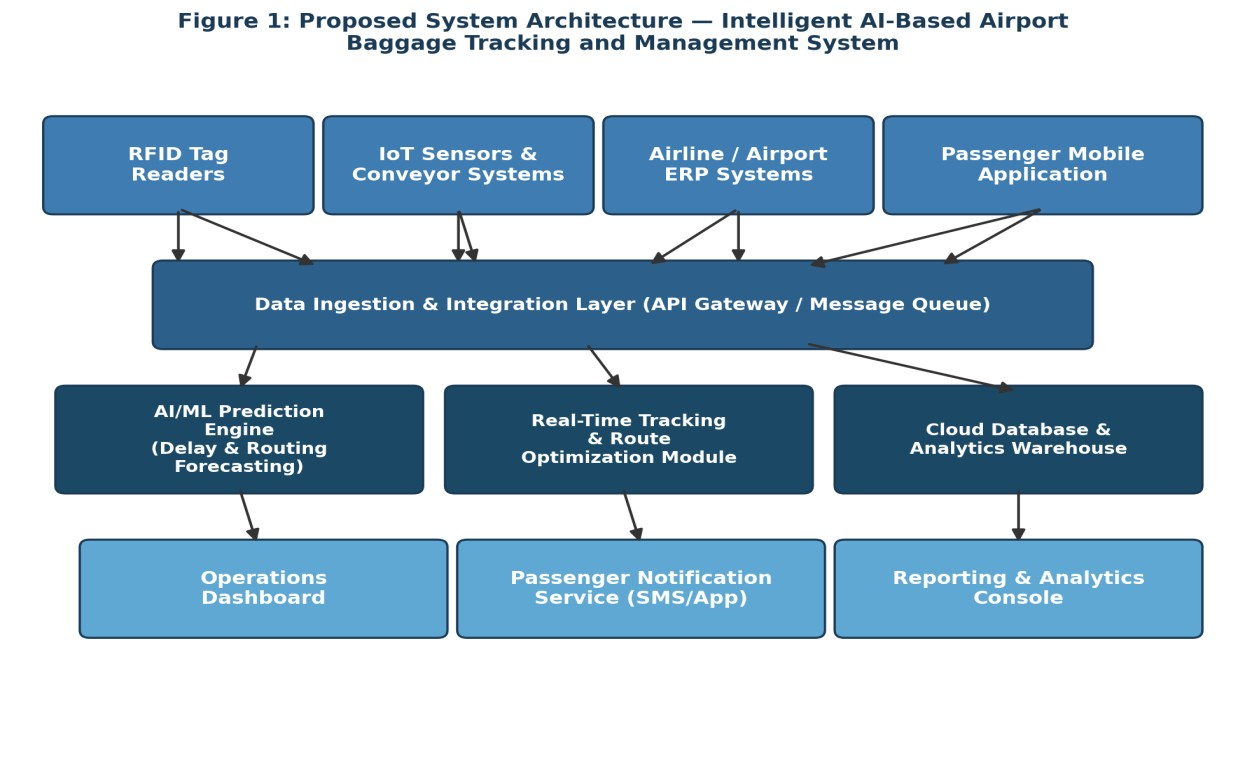 Figure 1: Proposed System Architecture — Intelligent AI-Based Airport
Baggage Tracking and Management System
RFID Tag
Readers
IoT Sensors &
Conveyor Systems
Airline / Airport
ERP Systems
Passenger Mobile
Application
Data Ingestion & Integration Layer (API Gateway / Message Queue)
AI/ML Prediction
Engine
(Delay & Routing
Forecasting)
Real-Time Tracking
& Route
Optimization Module
Cloud Database &
Analytics Warehouse
Operations
Dashboard
Passenger Notification
Service (SMS/App)
Reporting & Analytics
Console